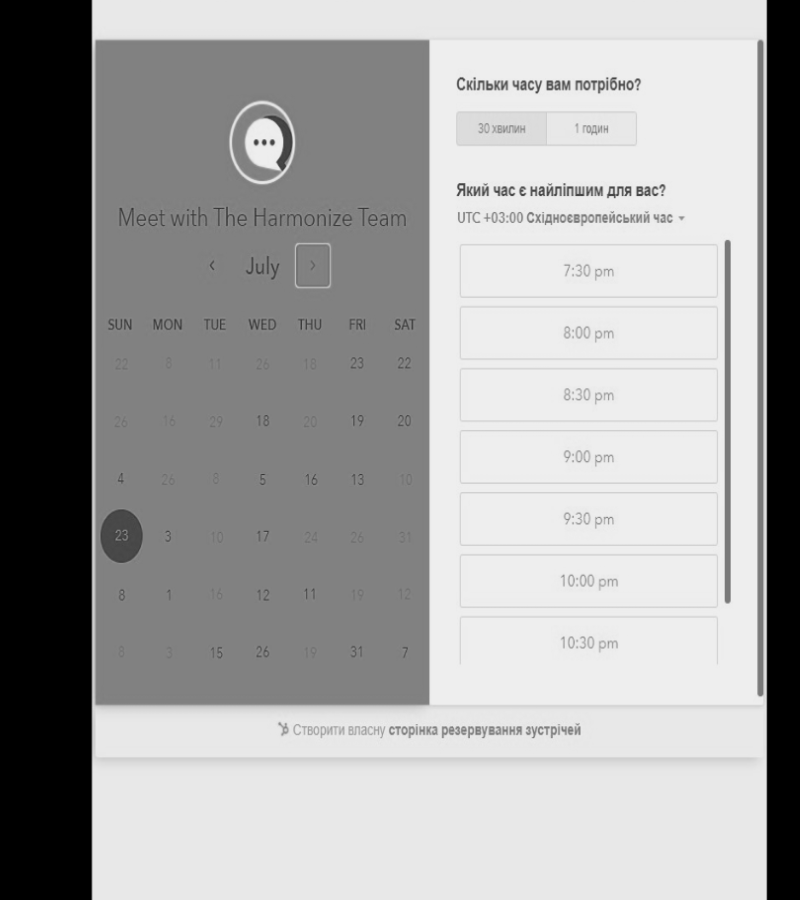 Meet with The Harmonize Team
‹ July ›
SUN MON TUE WED THU FRI SAT
22 8 11 26 18 23 22
26 16 29 18 20 19 20
4 26 8 5 16 13 10
23 3 10 17 24 26 31
8 1 16 12 11 19 12
8 3 15 26 19 31 7
Скільки часу вам потрібно?
30 хвилин 1 годин
Який час є найліпшим для вас?
UTC +03:00 Східноєвропейський час
7:30 pm
8:00 pm
8:30 pm
9:00 pm
9:30 pm
10:00 pm
10:30 pm
Створити власну сторінка резервування зустрічей